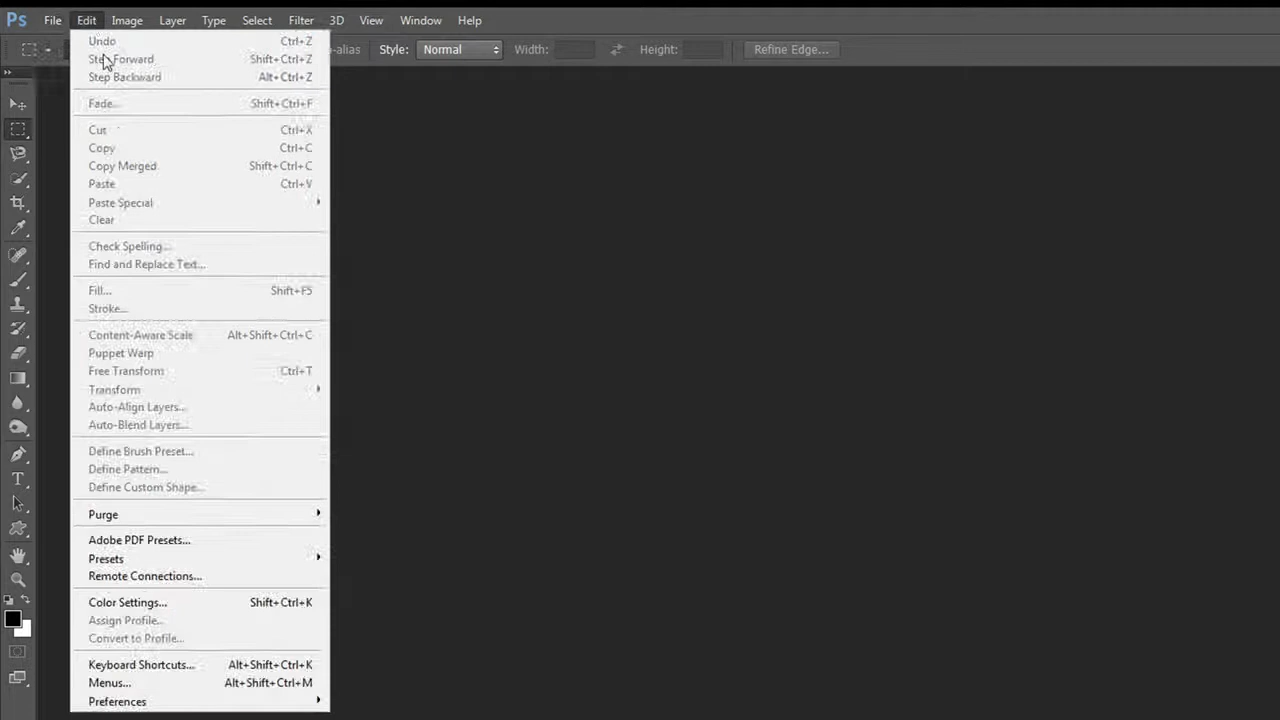 Ps File Edit Image Layer Type Select Filter 3D View Window Help
-alias Style: Normal Width: Height: Refine Edge...
Undo Ctrl+Z
Step Forward Shift+Ctrl+Z
Step Backward Alt+Ctrl+Z
Fade... Shift+Ctrl+F
Cut Ctrl+X
Copy Ctrl+C
Copy Merged Shift+Ctrl+C
Paste Ctrl+V
Paste Special
Clear
Check Spelling...
Find and Replace Text...
Fill... Shift+F5
Stroke...
Content-Aware Scale Alt+Shift+Ctrl+C
Puppet Warp
Free Transform Ctrl+T
Transform
Auto-Align Layers...
Auto-Blend Layers...
Define Brush Preset...
Define Pattern...
Define Custom Shape...
Purge
Adobe PDF Presets...
Presets
Remote Connections...
Color Settings... Shift+Ctrl+K
Assign Profile...
Convert to Profile...
Keyboard Shortcuts... Alt+Shift+Ctrl+K
Menus... Alt+Shift+Ctrl+M
Preferences